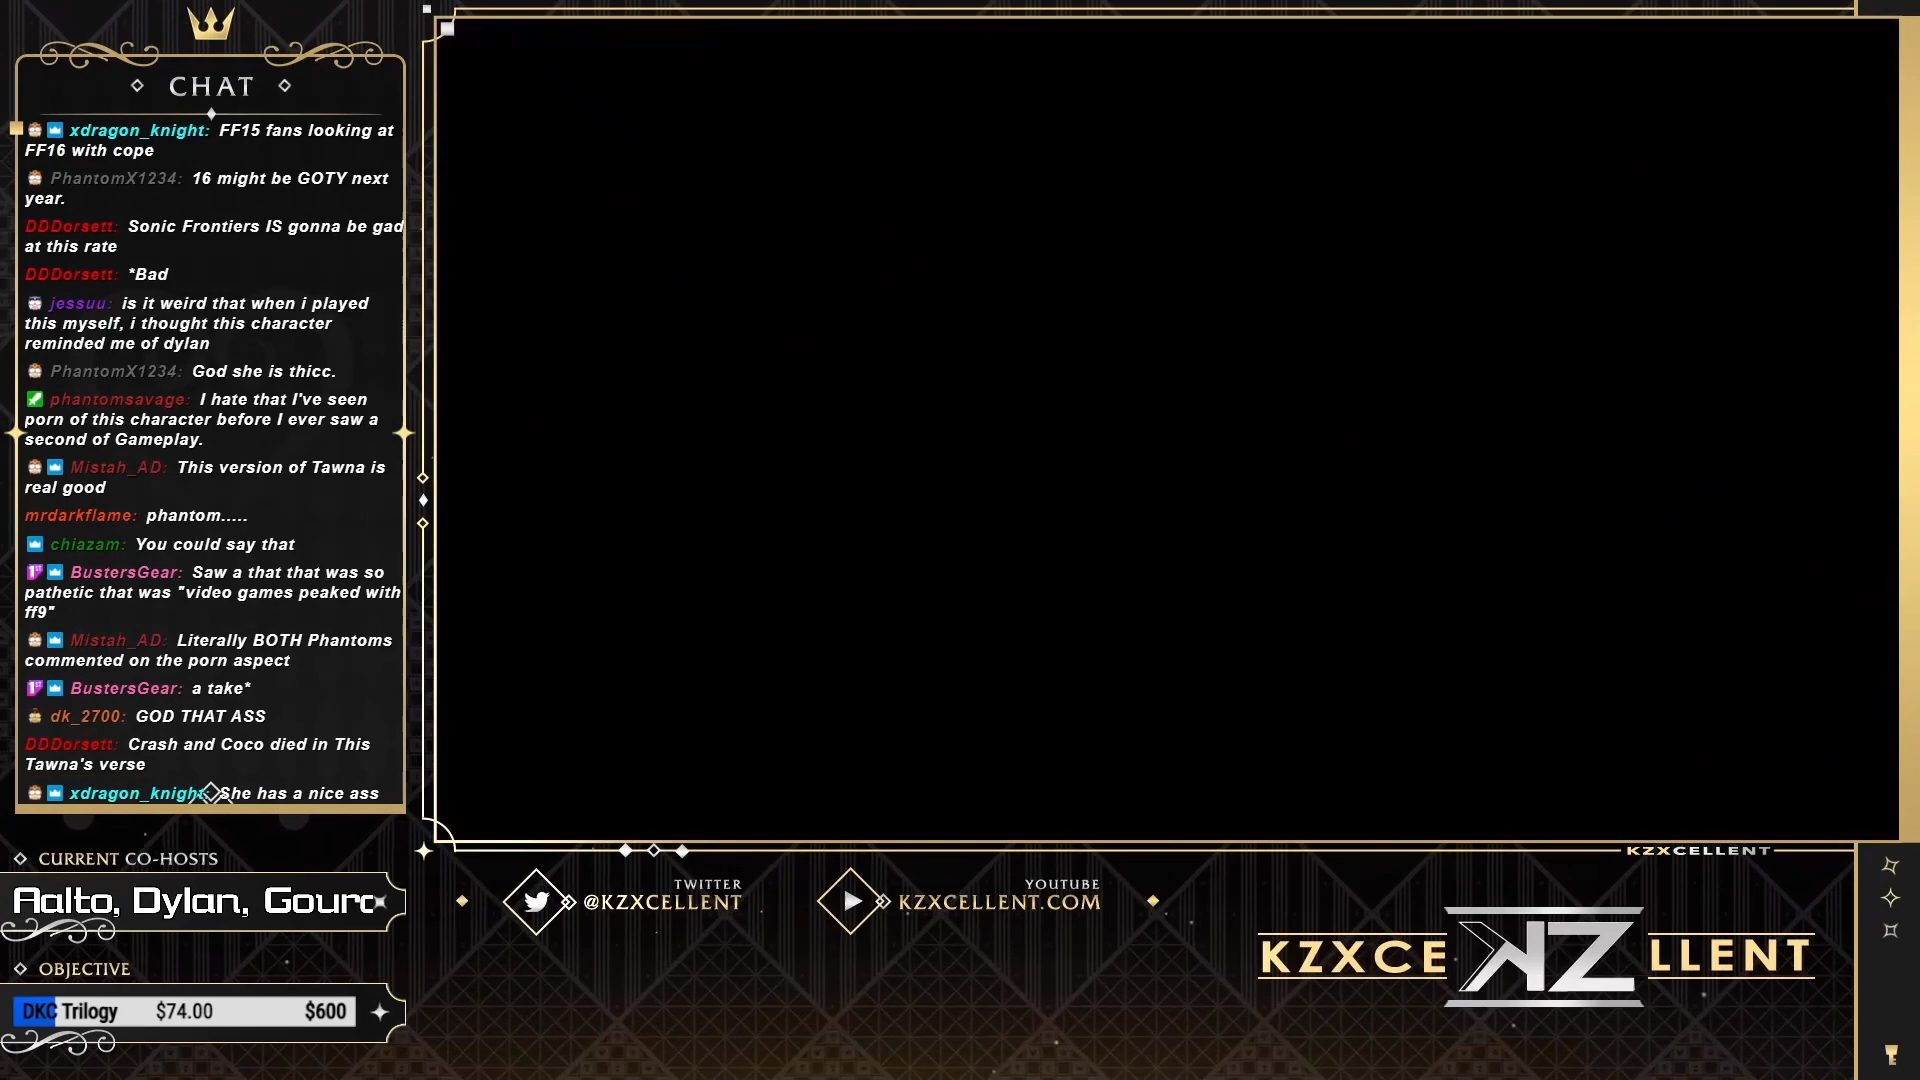 CHAT
xdragon_knight: FF15 fans looking at
FF16 with cope
PhantomX1234: 16 might be GOTY next
year.
DDDorsett: Sonic Frontiers IS gonna be gad
at this rate
DDDorsett: *Bad
jessuu: is it weird that when i played
this myself, i thought this character
reminded me of dylan
PhantomX1234: God she is thicc.
phantomsavage: I hate that I've seen
porn of this character before I ever saw a
second of Gameplay.
Mistah_AD: This version of Tawna is
real good
mrdarkflame: phantom.....
chiazam: You could say that
BustersGear: Saw a that that was so
pathetic that was "video games peaked with
ff9"
Mistah_AD: Literally BOTH Phantoms
commented on the porn aspect
BustersGear: a take*
dk_2700: GOD THAT ASS
DDDorsett: Crash and Coco died in This
Tawna's verse
xdragon_knight: She has a nice ass
CURRENT CO-HOSTS
Aalto, Dylan, Gourd
OBJECTIVE
DKC Trilogy $74.00 $600
KZXCELLENT
TWITTER
@KZXCELLENT
YOUTUBE
KZXCELLENT.COM
KZXCE KZ LLENT